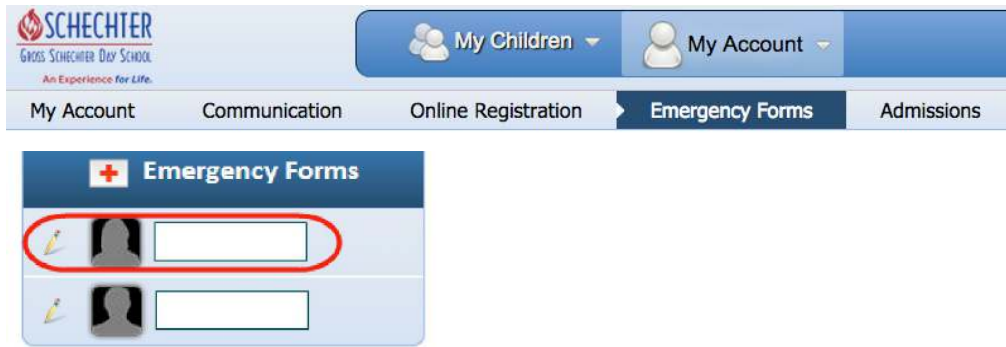 SCHECHTER
GROSS SCHECHTER DAY SCHOOL
An Experience for Life.
My Children
My Account
My Account
Communication
Online Registration
Emergency Forms
Admissions
Emergency Forms